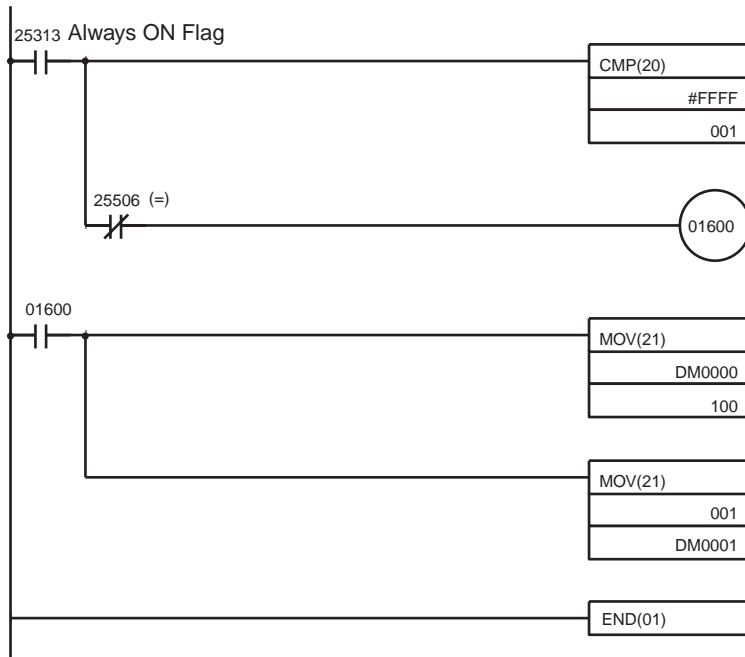 25313 Always ON Flag
CMP(20)
#FFFF
001
25506 (=)
01600
01600
MOV(21)
DM0000
100
MOV(21)
001
DM0001
END(01)